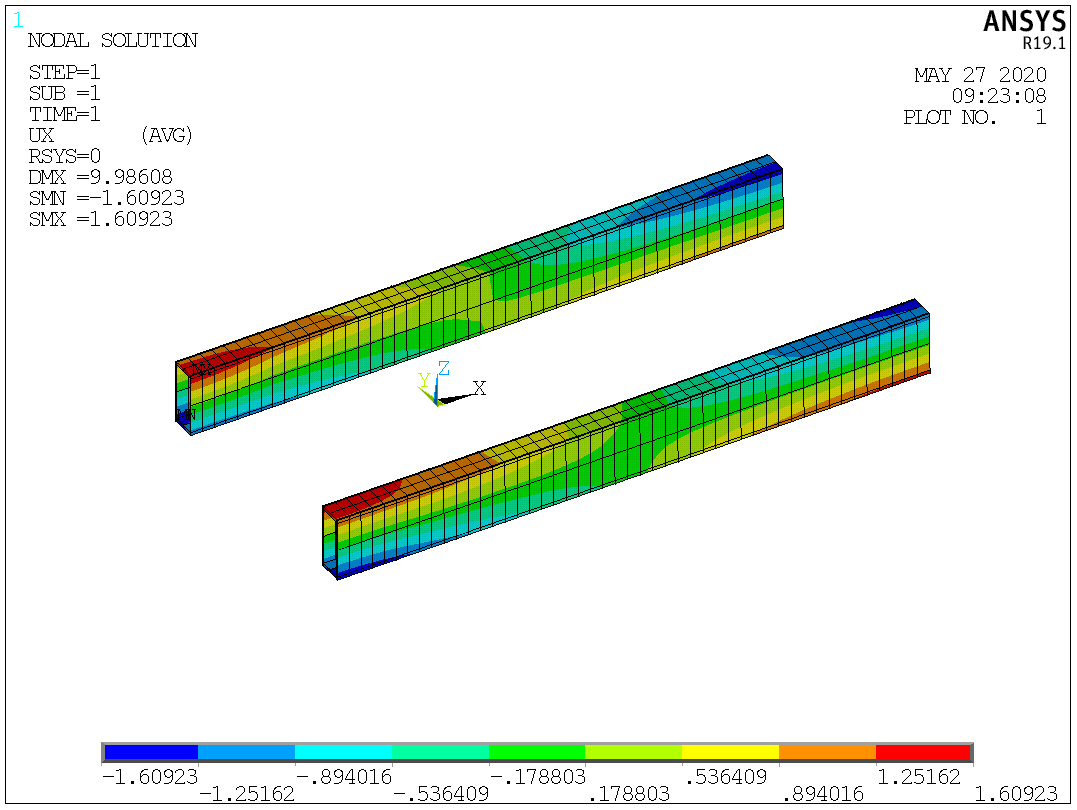 1
ANSYS
R19.1
NODAL SOLUTION
STEP=1
SUB =1
TIME=1
UX (AVG)
RSYS=0
DMX =9.98608
SMN =-1.60923
SMX =1.60923
MAY 27 2020
09:23:08
PLOT NO. 1
MX
MN
Z
Y
X
-1.60923 -.894016 -.178803 .536409 1.25162
-1.25162 -.536409 .178803 .894016 1.60923